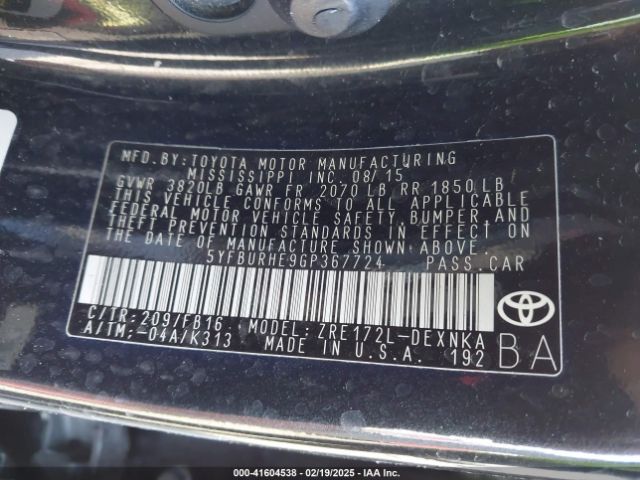 MFD.BY:TOYOTA MOTOR MANUFACTURING
MISSISSIPPI INC. 08/15
GVWR 3820LB GAWR FR 2070 LB RR 1850 LB
THIS VEHICLE CONFORMS TO ALL APPLICABLE
FEDERAL MOTOR VEHICLE SAFETY, BUMPER, AND
THEFT PREVENTION STANDARDS IN EFFECT ON
THE DATE OF MANUFACTURE SHOWN ABOVE.
5YFBURHE9GP367724 PASS.CAR
C/TR:209/FB16 MODEL: ZRE172L-DEXNKA
A/TM:-04A/K313 MADE IN U.S.A. 192
BA
000-41604538 - 02/19/2025 - IAA Inc.